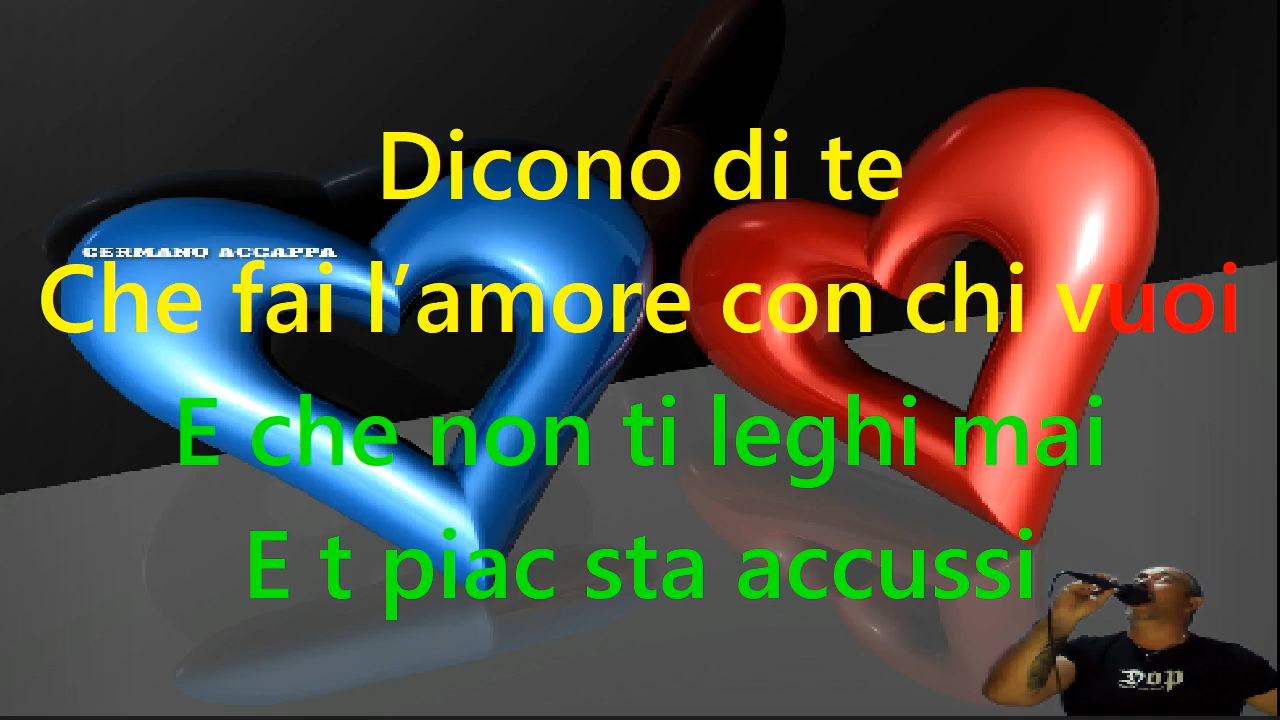 Dicono di te
GERMANO ACCAPPA
Che fai l’amore con chi vuoi
E che non ti leghi mai
E t piac sta accussi
Dop